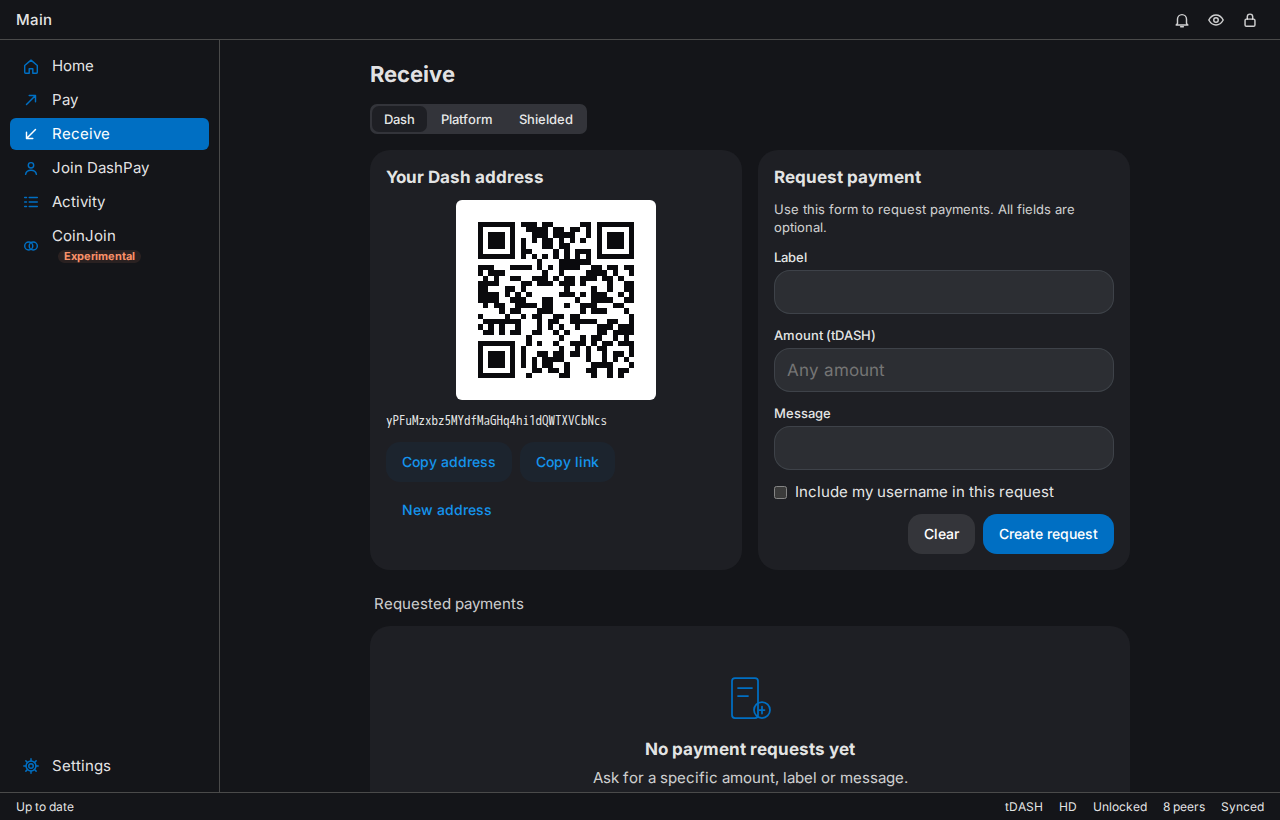 Main
Home
Pay
Receive
Join DashPay
Activity
CoinJoin
Experimental
Settings
Receive
Dash
Platform
Shielded
Your Dash address
yPFuMzxbz5MYdfMaGHq4hi1dQWTXVCbNcs
Copy address
Copy link
New address
Request payment
Use this form to request payments. All fields are
optional.
Label
Amount (tDASH)
Any amount
Message
Include my username in this request
Clear
Create request
Requested payments
No payment requests yet
Ask for a specific amount, label or message.
Up to date
tDASH
HD
Unlocked
8 peers
Synced